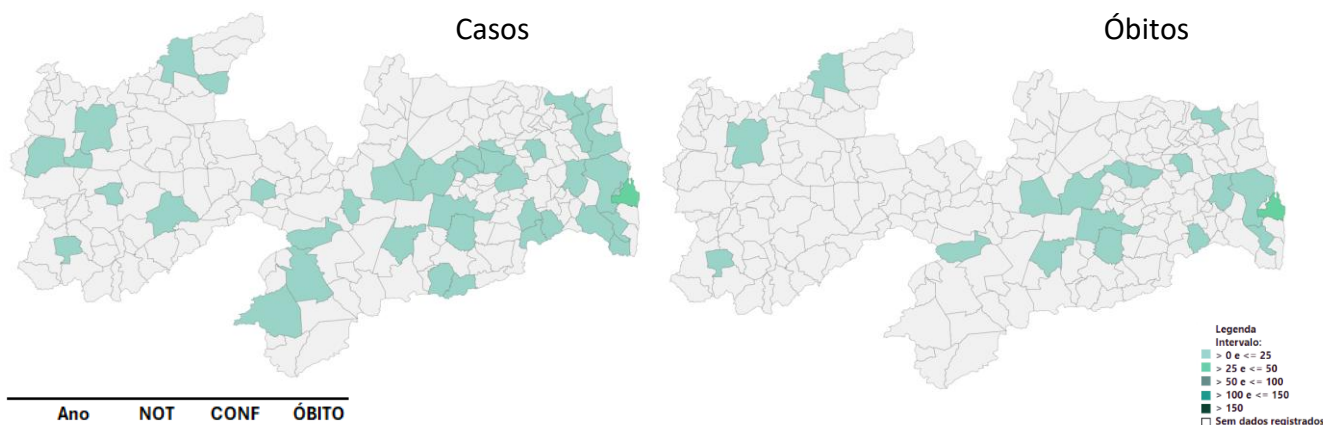 Casos
Óbitos
Legenda
Intervalo:
> 0 e <= 25
> 25 e <= 50
> 50 e <= 100
> 100 e <= 150
> 150
Sem dados registrados
Ano NOT CONF ÓBITO